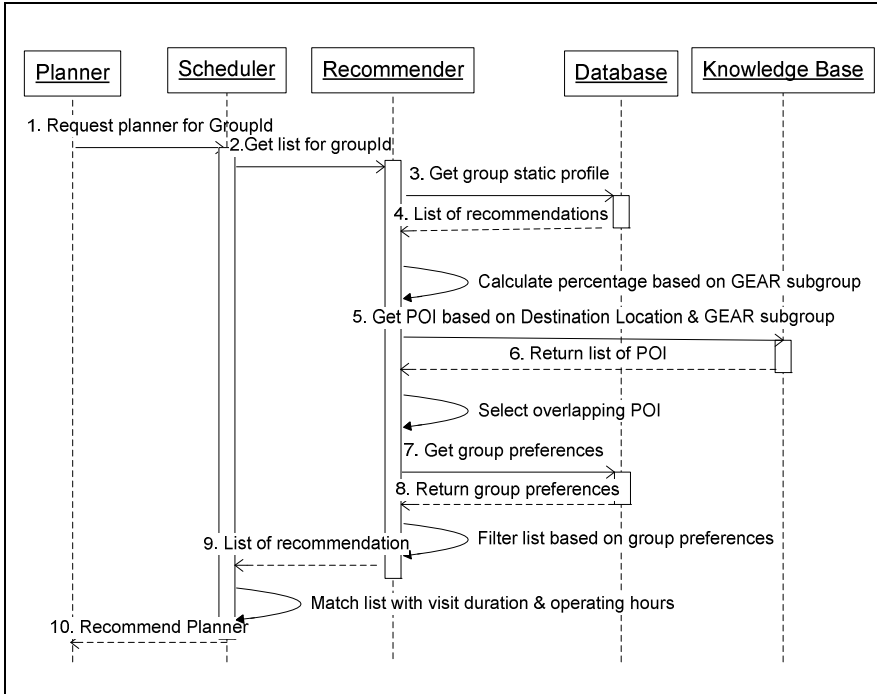 Planner
Scheduler
Recommender
Database
Knowledge Base
1. Request planner for GroupId
2.Get list for groupId
3. Get group static profile
4. List of recommendations
Calculate percentage based on GEAR subgroup
5. Get POI based on Destination Location & GEAR subgroup
6. Return list of POI
Select overlapping POI
7. Get group preferences
8. Return group preferences
Filter list based on group preferences
9. List of recommendation
Match list with visit duration & operating hours
10. Recommend Planner